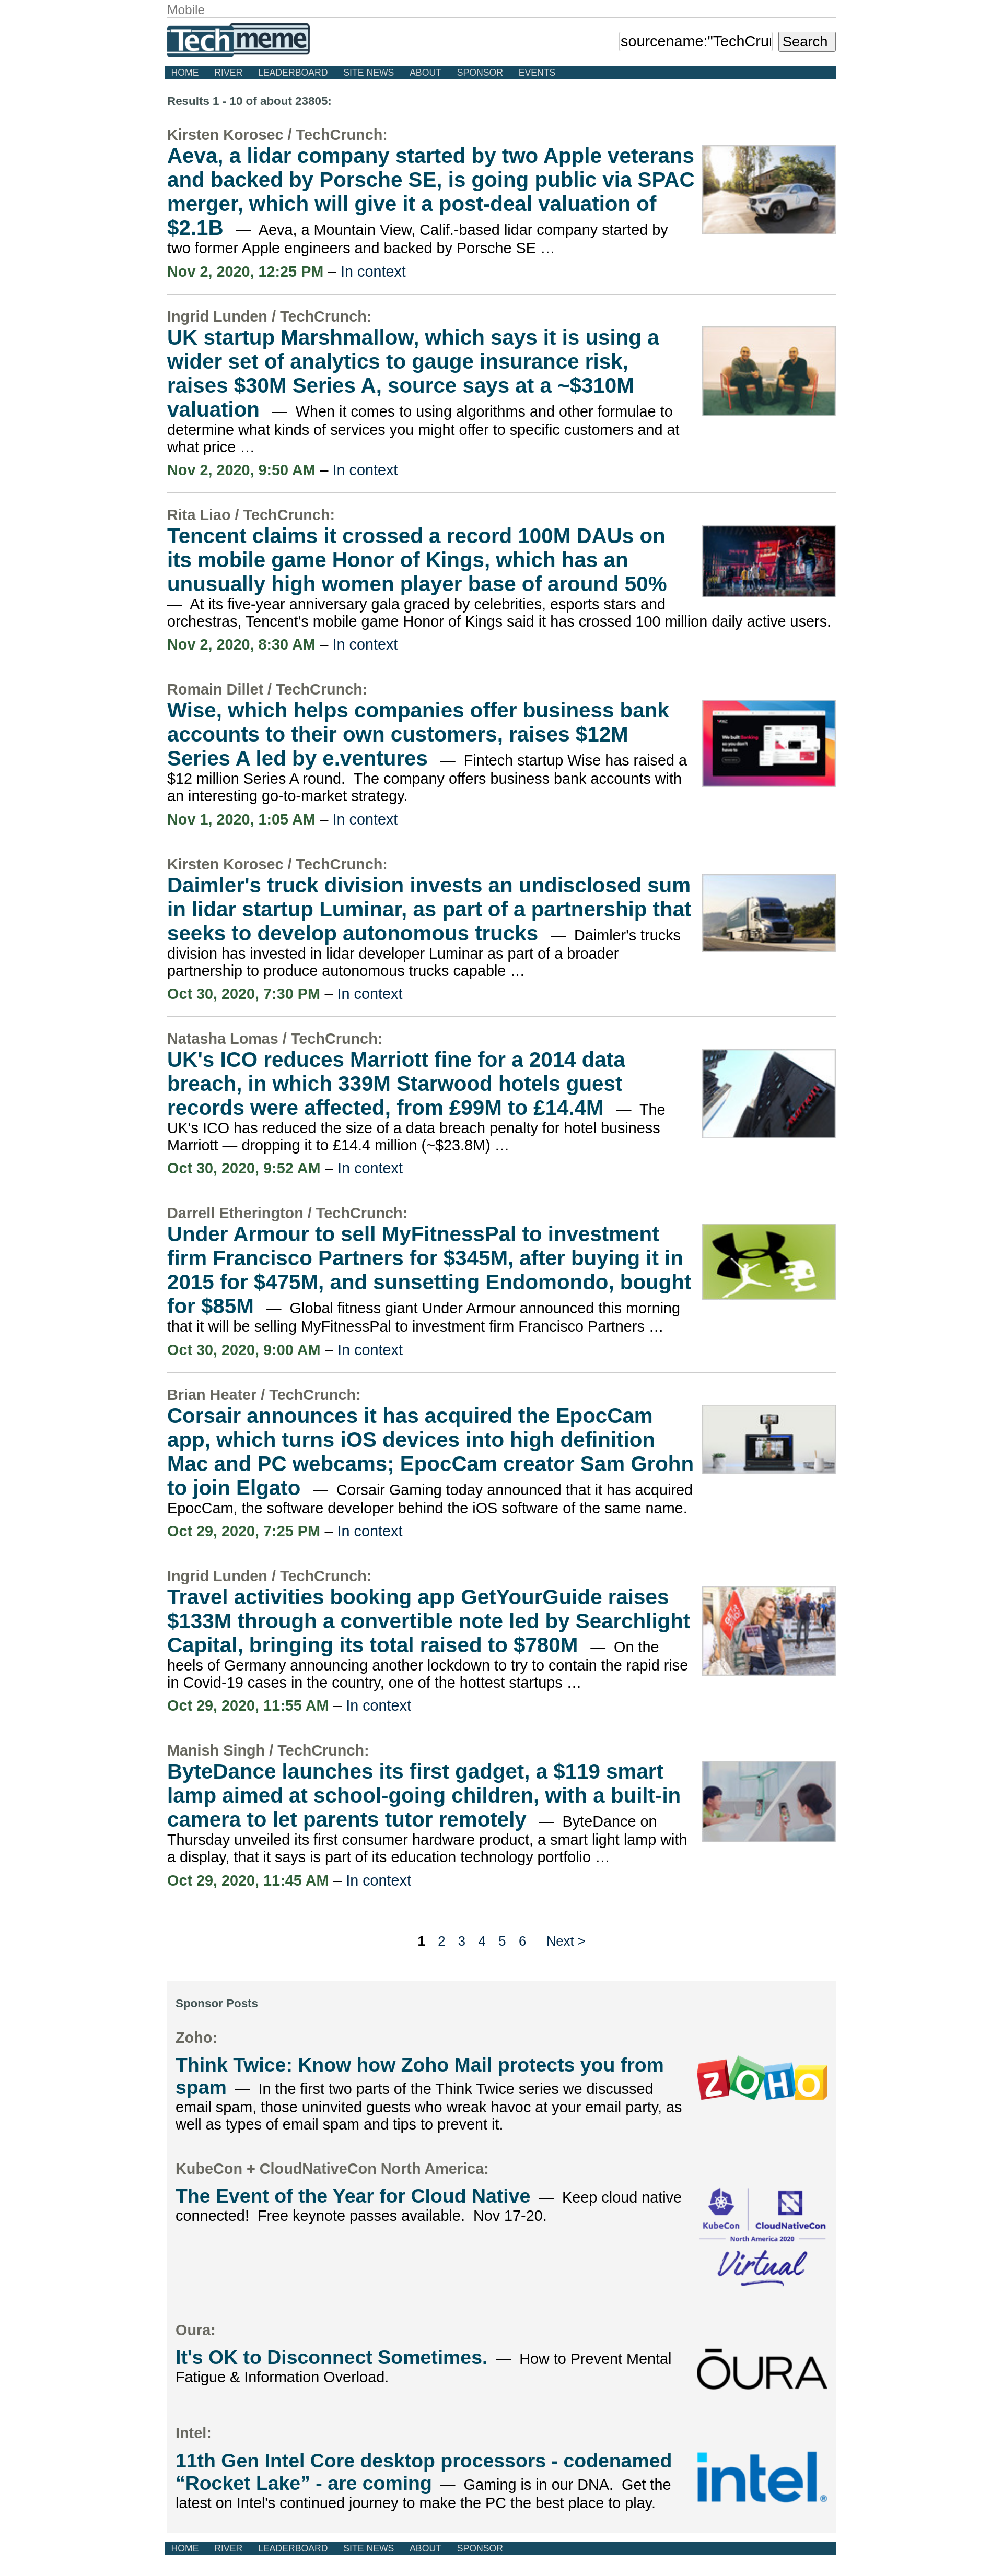 Mobile
Techmeme
sourcename:"TechCru
Search
HOME RIVER LEADERBOARD SITE NEWS ABOUT SPONSOR EVENTS
Results 1 - 10 of about 23805:
Kirsten Korosec / TechCrunch:
Aeva, a lidar company started by two Apple veterans
and backed by Porsche SE, is going public via SPAC
merger, which will give it a post-deal valuation of
$2.1B — Aeva, a Mountain View, Calif.-based lidar company started by
two former Apple engineers and backed by Porsche SE …
Nov 2, 2020, 12:25 PM – In context
Ingrid Lunden / TechCrunch:
UK startup Marshmallow, which says it is using a
wider set of analytics to gauge insurance risk,
raises $30M Series A, source says at a ~$310M
valuation — When it comes to using algorithms and other formulae to
determine what kinds of services you might offer to specific customers and at
what price …
Nov 2, 2020, 9:50 AM – In context
Rita Liao / TechCrunch:
Tencent claims it crossed a record 100M DAUs on
its mobile game Honor of Kings, which has an
unusually high women player base of around 50%
— At its five-year anniversary gala graced by celebrities, esports stars and
orchestras, Tencent's mobile game Honor of Kings said it has crossed 100 million daily active users.
Nov 2, 2020, 8:30 AM – In context
Romain Dillet / TechCrunch:
Wise, which helps companies offer business bank
accounts to their own customers, raises $12M
Series A led by e.ventures — Fintech startup Wise has raised a
$12 million Series A round. The company offers business bank accounts with
an interesting go-to-market strategy.
We built Banking
so you don't
have to
Nov 1, 2020, 1:05 AM – In context
Kirsten Korosec / TechCrunch:
Daimler's truck division invests an undisclosed sum
in lidar startup Luminar, as part of a partnership that
seeks to develop autonomous trucks — Daimler's trucks
division has invested in lidar developer Luminar as part of a broader
partnership to produce autonomous trucks capable …
Oct 30, 2020, 7:30 PM – In context
Natasha Lomas / TechCrunch:
UK's ICO reduces Marriott fine for a 2014 data
breach, in which 339M Starwood hotels guest
records were affected, from £99M to £14.4M — The
UK's ICO has reduced the size of a data breach penalty for hotel business
Marriott — dropping it to £14.4 million (~$23.8M) …
Oct 30, 2020, 9:52 AM – In context
Darrell Etherington / TechCrunch:
Under Armour to sell MyFitnessPal to investment
firm Francisco Partners for $345M, after buying it in
2015 for $475M, and sunsetting Endomondo, bought
for $85M — Global fitness giant Under Armour announced this morning
that it will be selling MyFitnessPal to investment firm Francisco Partners …
Oct 30, 2020, 9:00 AM – In context
Brian Heater / TechCrunch:
Corsair announces it has acquired the EpocCam
app, which turns iOS devices into high definition
Mac and PC webcams; EpocCam creator Sam Grohn
to join Elgato — Corsair Gaming today announced that it has acquired
EpocCam, the software developer behind the iOS software of the same name.
Oct 29, 2020, 7:25 PM – In context
Ingrid Lunden / TechCrunch:
Travel activities booking app GetYourGuide raises
$133M through a convertible note led by Searchlight
Capital, bringing its total raised to $780M — On the
heels of Germany announcing another lockdown to try to contain the rapid rise
in Covid-19 cases in the country, one of the hottest startups …
Oct 29, 2020, 11:55 AM – In context
Manish Singh / TechCrunch:
ByteDance launches its first gadget, a $119 smart
lamp aimed at school-going children, with a built-in
camera to let parents tutor remotely — ByteDance on
Thursday unveiled its first consumer hardware product, a smart light lamp with
a display, that it says is part of its education technology portfolio …
Oct 29, 2020, 11:45 AM – In context
1 2 3 4 5 6 Next >
Sponsor Posts
Zoho:
Think Twice: Know how Zoho Mail protects you from
spam — In the first two parts of the Think Twice series we discussed
email spam, those uninvited guests who wreak havoc at your email party, as
well as types of email spam and tips to prevent it.
ZOHO
KubeCon + CloudNativeCon North America:
The Event of the Year for Cloud Native — Keep cloud native
connected! Free keynote passes available. Nov 17-20.
KubeCon CloudNativeCon
North America 2020
Virtual
Oura:
It's OK to Disconnect Sometimes. — How to Prevent Mental
Fatigue & Information Overload.
ŌURA
Intel:
11th Gen Intel Core desktop processors - codenamed
“Rocket Lake” - are coming — Gaming is in our DNA. Get the
latest on Intel's continued journey to make the PC the best place to play.
intel®
HOME RIVER LEADERBOARD SITE NEWS ABOUT SPONSOR